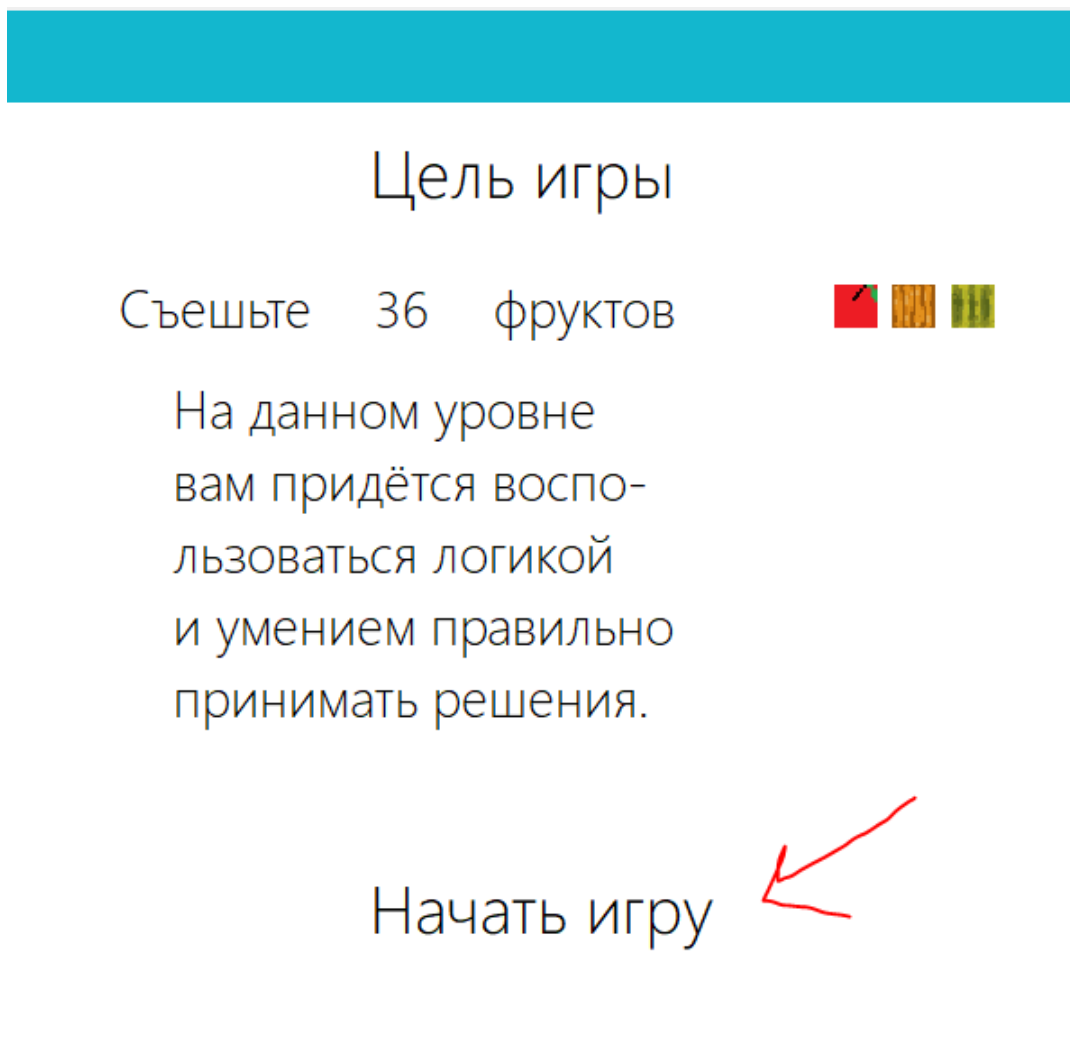 Цель игры
Съешьте 36 фруктов
На данном уровне
вам придётся воспо-
льзоваться логикой
и умением правильно
принимать решения.
Начать игру